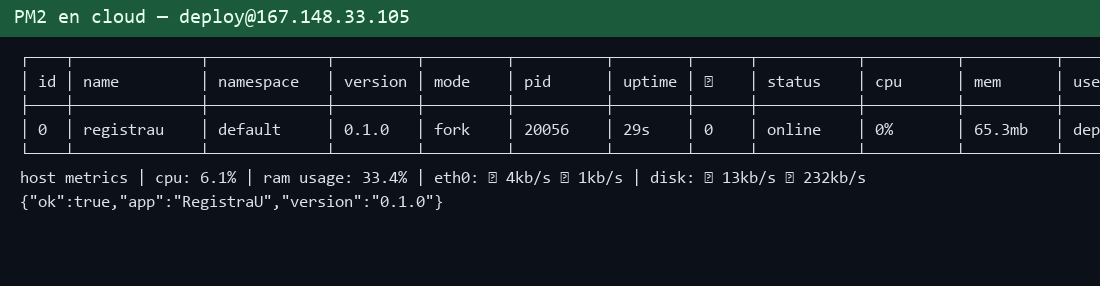 PM2 en cloud — deploy@167.148.33.105
│ id │ name │ namespace │ version │ mode │ pid │ uptime │ │ status │ cpu │ mem │ use
│ 0 │ registrau │ default │ 0.1.0 │ fork │ 20056 │ 29s │ 0 │ online │ 0% │ 65.3mb │ dep
host metrics │ cpu: 6.1% │ ram usage: 33.4% │ eth0: 4kb/s 1kb/s │ disk: 13kb/s 232kb/s
{"ok":true,"app":"RegistraU","version":"0.1.0"}